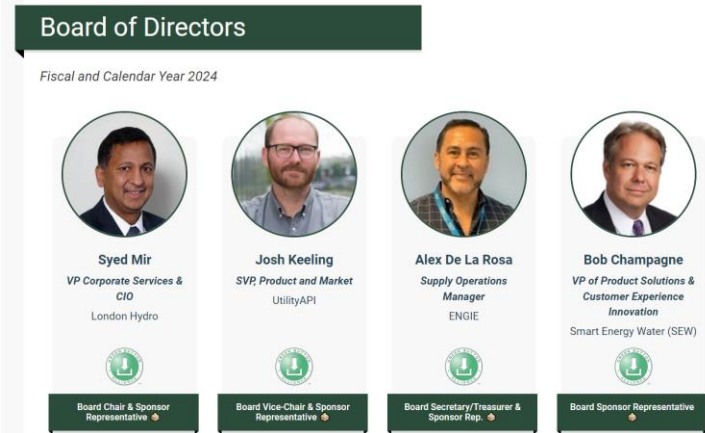 Board of Directors
Fiscal and Calendar Year 2024
Syed Mir
VP Corporate Services &
CIO
London Hydro
Board Chair & Sponsor
Representative
Josh Keeling
SVP, Product and Market
UtilityAPI
Board Vice-Chair & Sponsor
Representative
Alex De La Rosa
Supply Operations
Manager
ENGIE
Board Secretary/Treasurer &
Sponsor Rep.
Bob Champagne
VP of Product Solutions &
Customer Experience
Innovation
Smart Energy Water (SEW)
Board Sponsor Representative